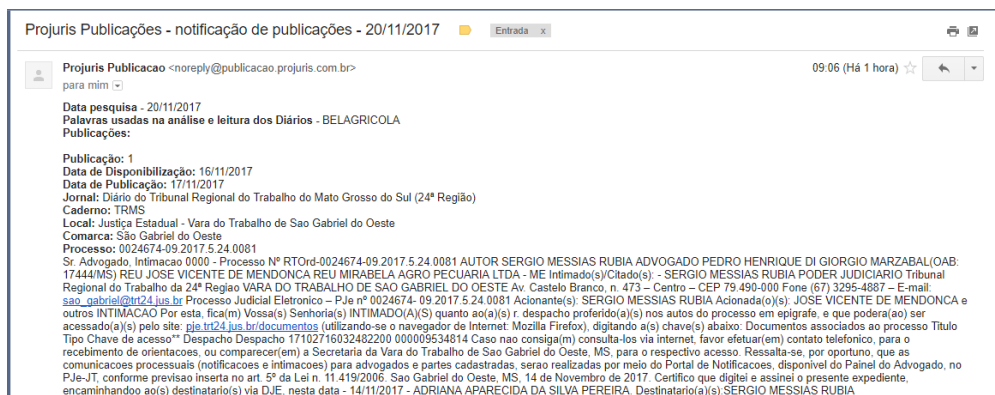 Projuris Publicações - notificação de publicações - 20/11/2017 Entrada x
Projuris Publicacao <noreply@publicacao.projuris.com.br> 09:06 (Há 1 hora)
para mim
Data pesquisa - 20/11/2017
Palavras usadas na análise e leitura dos Diários - BELAGRICOLA
Publicações:
Publicação: 1
Data de Disponibilização: 16/11/2017
Data de Publicação: 17/11/2017
Jornal: Diário do Tribunal Regional do Trabalho do Mato Grosso do Sul (24ª Região)
Caderno: TRMS
Local: Justiça Estadual - Vara do Trabalho de Sao Gabriel do Oeste
Comarca: São Gabriel do Oeste
Processo: 0024674-09.2017.5.24.0081
Sr. Advogado, Intimacao 0000 - Processo Nº RTOrd-0024674-09.2017.5.24.0081 AUTOR SERGIO MESSIAS RUBIA ADVOGADO PEDRO HENRIQUE DI GIORGIO MARZABAL(OAB:
17444/MS) REU JOSE VICENTE DE MENDONCA REU MIRABELA AGRO PECUARIA LTDA - ME Intimado(s)/Citado(s): - SERGIO MESSIAS RUBIA PODER JUDICIARIO Tribunal
Regional do Trabalho da 24ª Regiao VARA DO TRABALHO DE SAO GABRIEL DO OESTE Av. Castelo Branco, n. 473 – Centro – CEP 79.490-000 Fone (67) 3295-4887 – E-mail:
sao_gabriel@trt24.jus.br Processo Judicial Eletronico – PJe nº 0024674- 09.2017.5.24.0081 Acionante(s): SERGIO MESSIAS RUBIA Acionada(o)(s): JOSE VICENTE DE MENDONCA e
outros INTIMACAO Por esta, fica(m) Vossa(s) Senhoria(s) INTIMADO(A)(S) quanto ao(a)(s) r. despacho proferido(a)(s) nos autos do processo em epigrafe, e que podera(ao) ser
acessado(a)(s) pelo site: pje.trt24.jus.br/documentos (utilizando-se o navegador de Internet: Mozilla Firefox), digitando a(s) chave(s) abaixo: Documentos associados ao processo Titulo
Tipo Chave de acesso** Despacho Despacho 17102716032482200 000009534814 Caso nao consiga(m) consulta-los via internet, favor efetuar(em) contato telefonico, para o
recebimento de orientacoes, ou comparecer(em) a Secretaria da Vara do Trabalho de Sao Gabriel do Oeste, MS, para o respectivo acesso. Ressalta-se, por oportuno, que as
comunicacoes processuais (notificacoes e intimacoes) para advogados e partes cadastradas, serao realizadas por meio do Portal de Notificacoes, disponivel do Painel do Advogado, no
PJe-JT, conforme previsao inserta no art. 5º da Lei n. 11.419/2006. Sao Gabriel do Oeste, MS, 14 de Novembro de 2017. Certifico que digitei e assinei o presente expediente,
encaminhandoo ao(s) destinatario(s) via DJE, nesta data - 14/11/2017 - ADRIANA APARECIDA DA SILVA PEREIRA. Destinatario(a)(s):SERGIO MESSIAS RUBIA